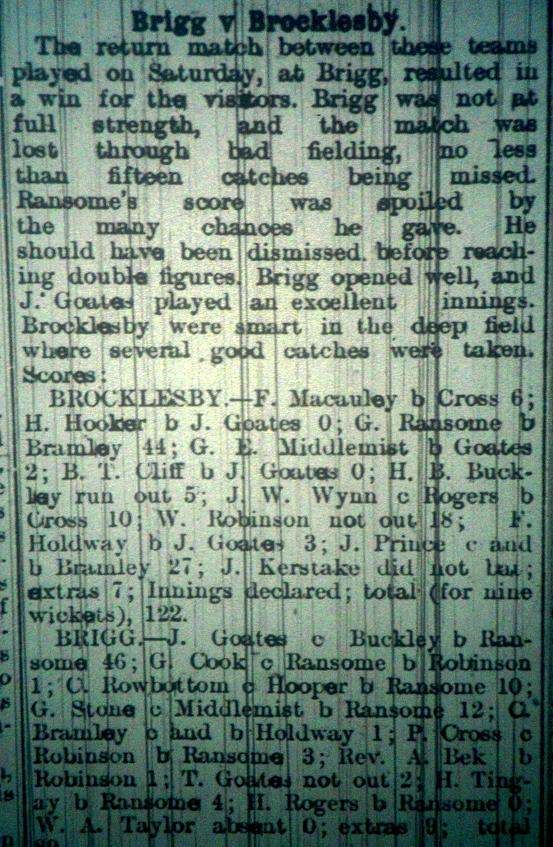 Brigg v Brocklesby.
The return match between these teams
played on Saturday, at Brigg, resulted in
a win for the visitors. Brigg was not at
full strength, and the match was
lost through bad fielding, no less
than fifteen catches being missed.
Ransome's score was spoiled by
the many chances he gave. He
should have been dismissed before reach-
ing double figures. Brigg opened well, and
J. Goates played an excellent innings.
Brocklesby were smart in the deep field
where several good catches were taken.
Scores:
BROCKLESBY.—F. Macauley b Cross 6;
H. Hooker b J. Goates 0; G. Ransome b
Bramley 44; G. E. Middlemist b Goates
2; B. T. Cliff b J. Goates 0; H. B. Buck-
ley run out 5; J. W. Wynn c Rogers b
Cross 10; W. Robinson not out 18; F.
Holdway b J. Goates 3; J. Prince c and
b Bramley 27; J. Kerstake did not bat;
extras 7; Innings declared; total (for nine
wickets), 122.
BRIGG.—J. Goates c Buckley b Ran-
some 46; G. Cook c Ransome b Robinson
1; C. Rowbottom c Hooper b Ransome 10;
G. Stone c Middlemist b Ransome 12; C.
Bramley c and b Holdway 1; P. Cross c
Robinson b Ransome 3; Rev. A. Bek b
Robinson 1; T. Goates not out 2; H. Ting-
ay b Ransome 4; H. Rogers b Ransome 0;
W. A. Taylor absent 0; extras 9; total